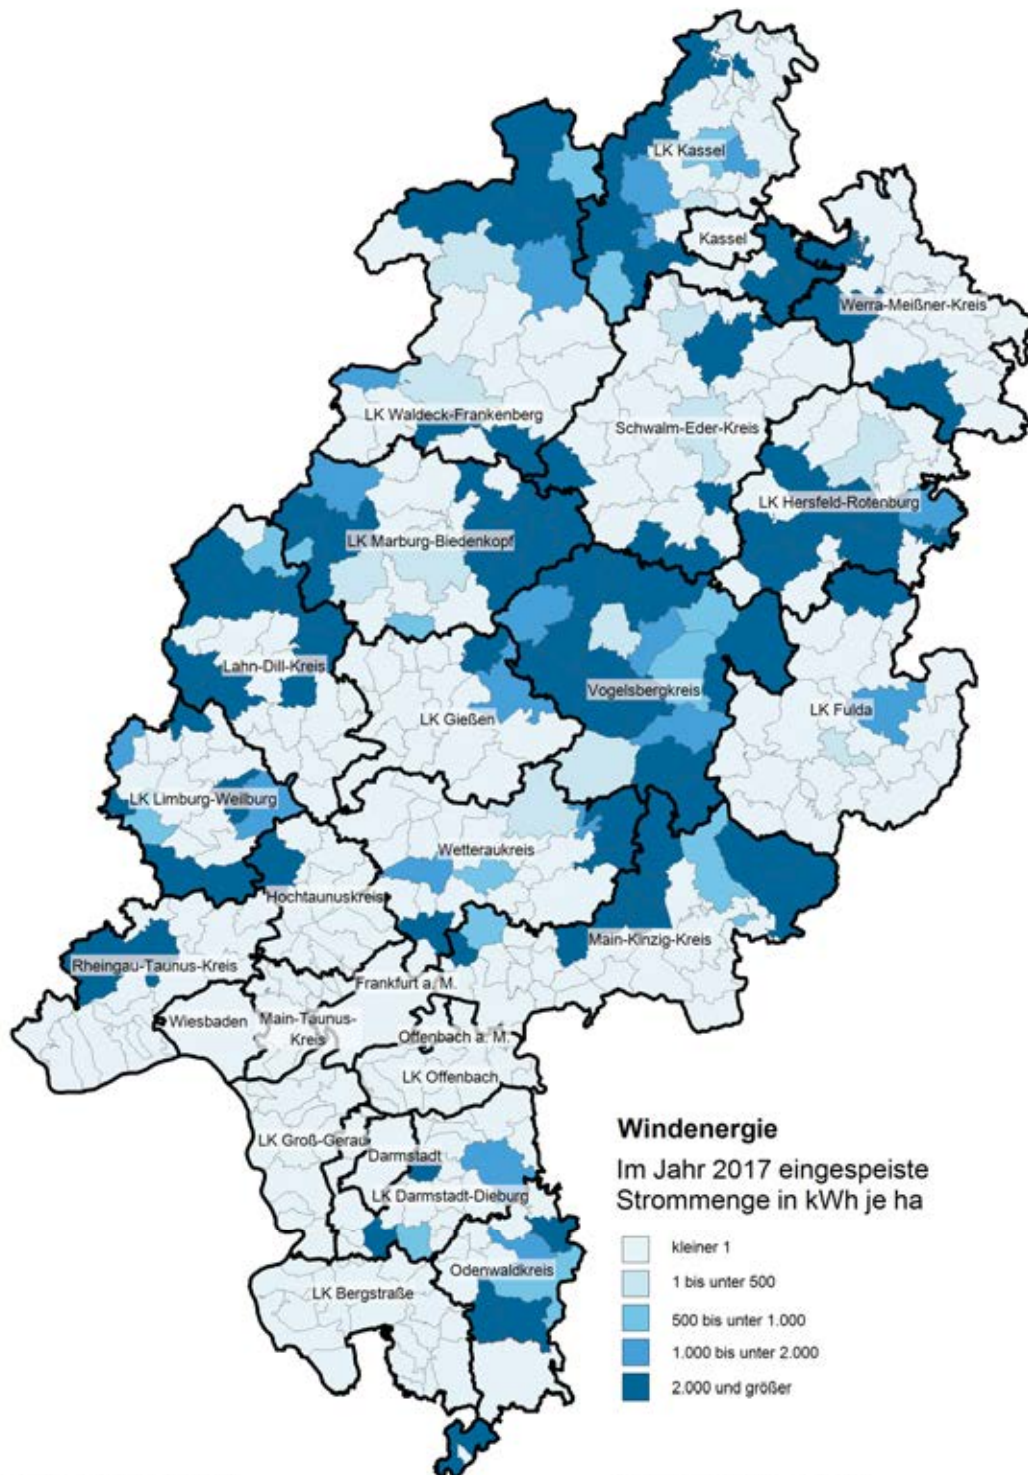 LK Kassel
Kassel
Werra-Meißner-Kreis
LK Waldeck-Frankenberg
Schwalm-Eder-Kreis
LK Hersfeld-Rotenburg
LK Marburg-Biedenkopf
Lahn-Dill-Kreis
Vogelsbergkreis
LK Gießen
LK Fulda
LK Limburg-Weilburg
Wetteraukreis
Hochtaunuskreis
Main-Kinzig-Kreis
Rheingau-Taunus-Kreis
Frankfurt a. M.
Wiesbaden
Main-Taunus-
Kreis
Offenbach a. M.
LK Offenbach
LK Groß-Gerau
Darmstadt
LK Darmstadt-Dieburg
Odenwaldkreis
LK Bergstraße
Windenergie
Im Jahr 2017 eingespeiste
Strommenge in kWh je ha
kleiner 1
1 bis unter 500
500 bis unter 1.000
1.000 bis unter 2.000
2.000 und größer